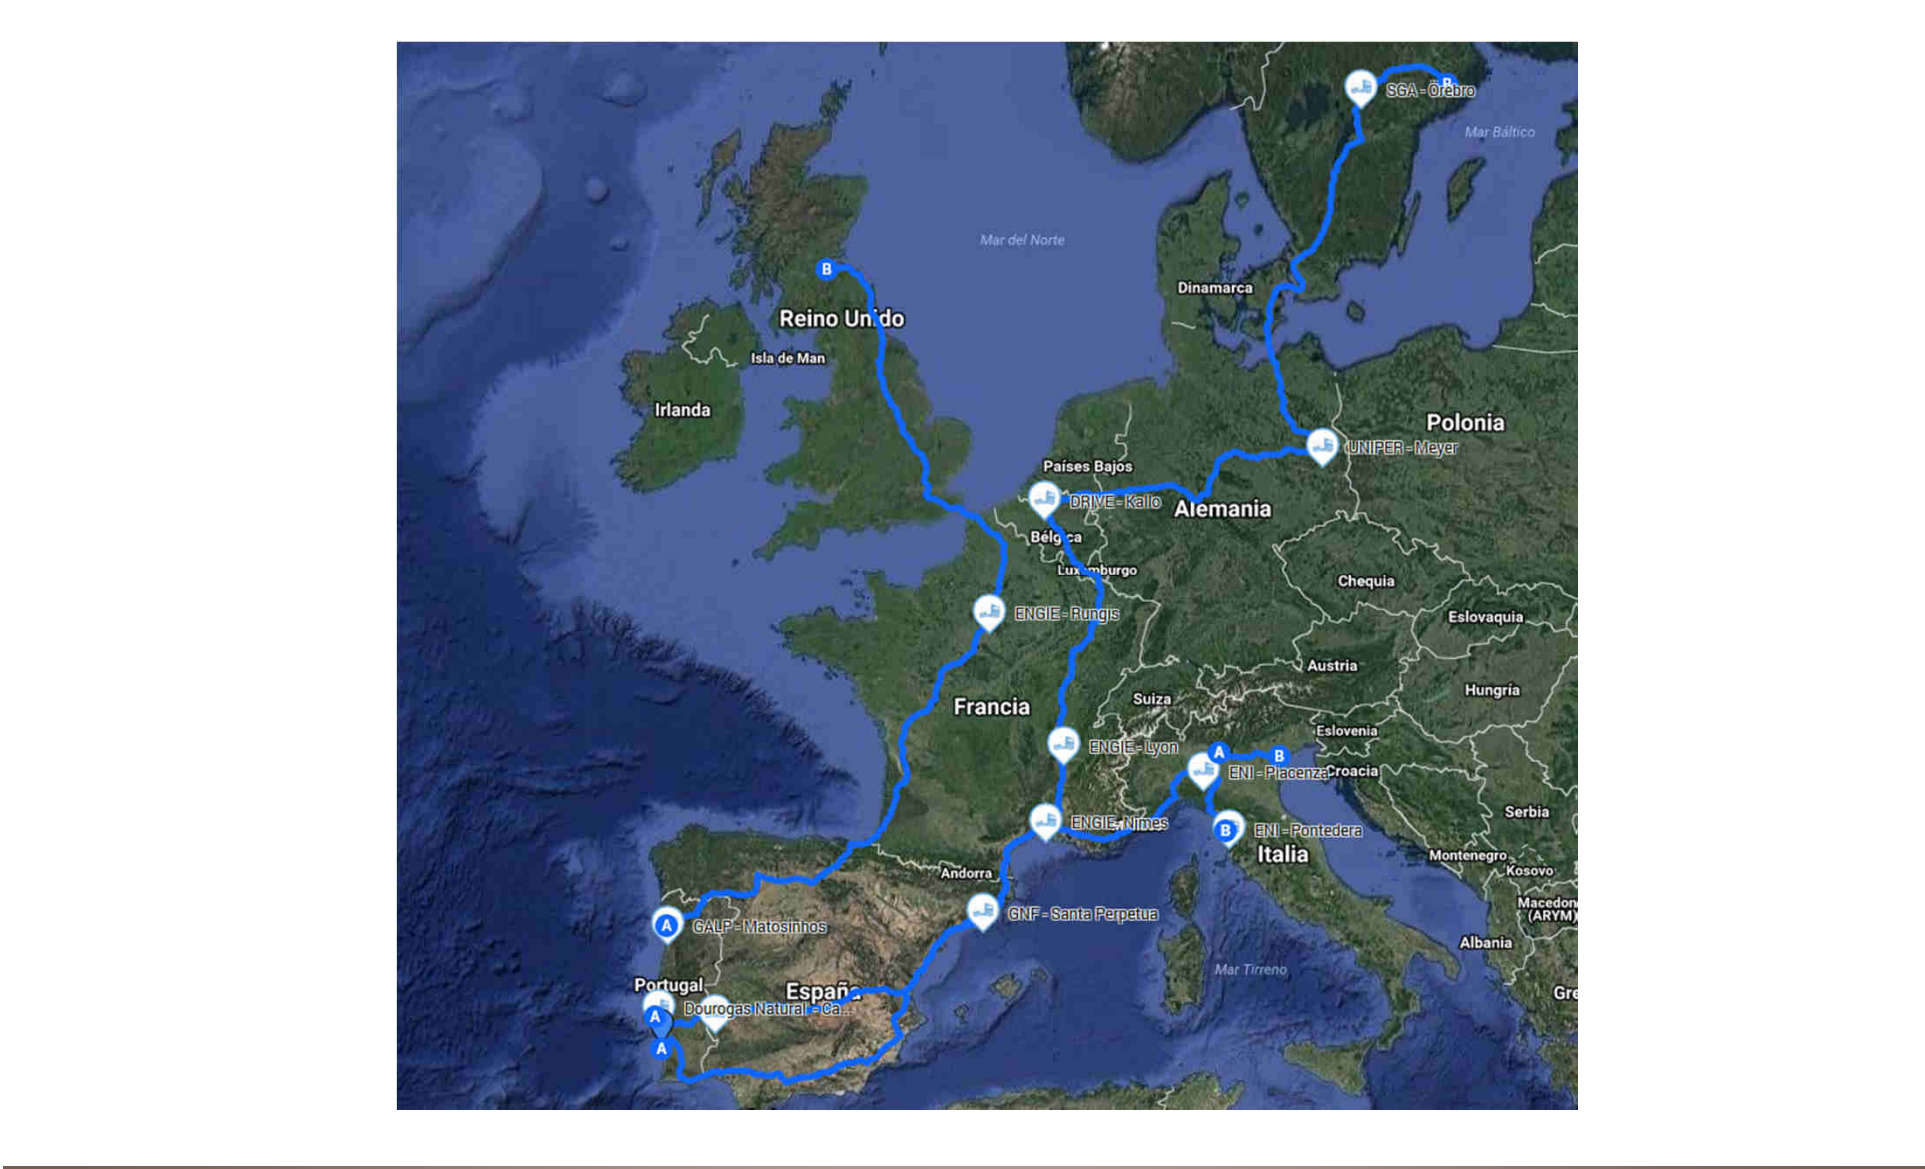 B
SGA - Örebro
Mar Báltico
Mar del Norte
B
Dinamarca
Reino Unido
Isla de Man
Irlanda
Polonia
UNIPER - Meyer
Países Bajos
DRIVE - Kallo
Alemania
Bélgica
Luxemburgo
Chequia
ENGIE - Rungis
Eslovaquia
Austria
Hungría
Suiza
Francia
Eslovenia
ENGIE - Lyon
A
B
ENI - Piacenza
Croacia
Serbia
ENGIE - Nimes
B
ENI - Pontedera
Italia
Montenegro
Kosovo
Andorra
Macedon
(ARYM)
GNF - Santa Perpetua
A
GALP - Matosinhos
Albania
Mar Tirreno
Portugal
España
Gre
Dourogas Natural - Ca...
A
A